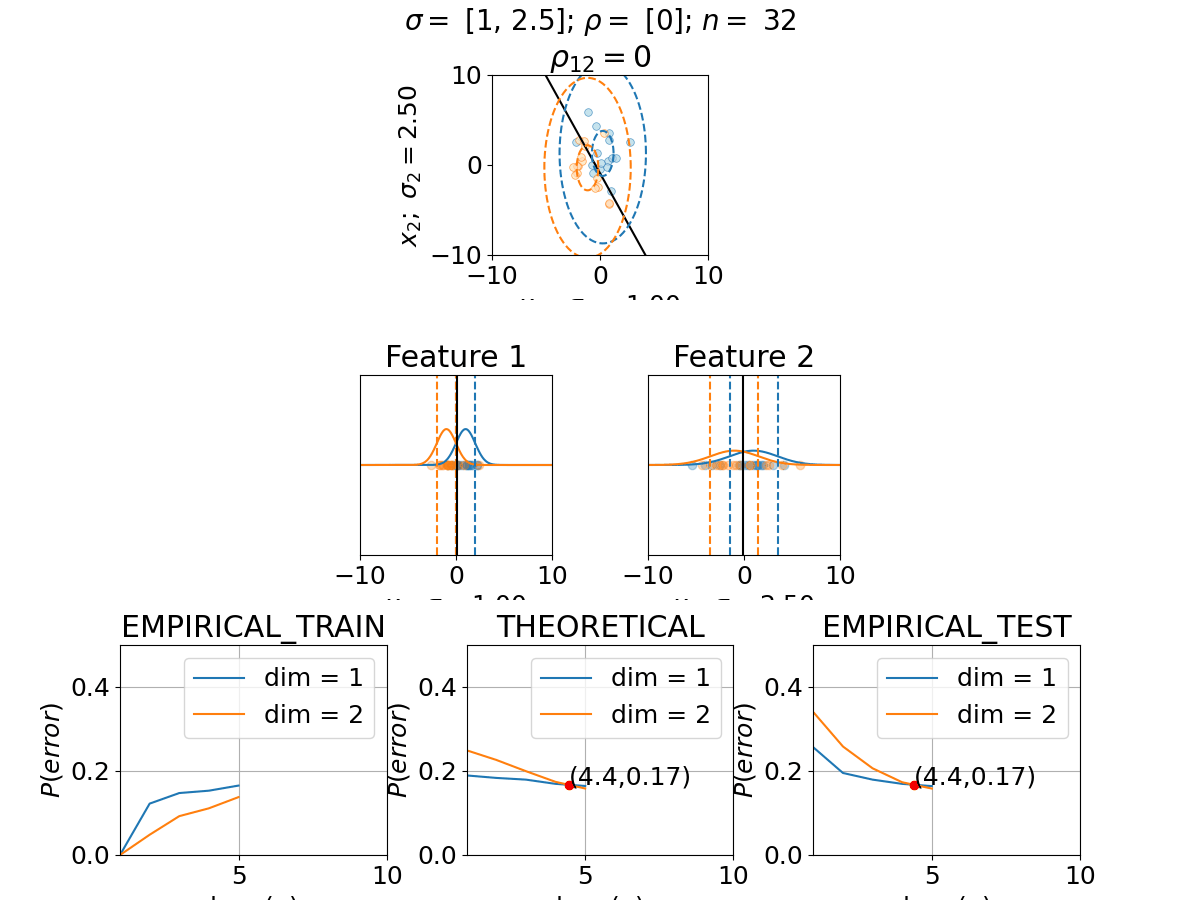 σ = [1, 2.5]; ρ = [0]; n = 32
ρ₁₂ = 0
x₂; σ₂ = 2.50
10
0
−10
−10 0 10
Feature 1 Feature 2
−10 0 10 −10 0 10
EMPIRICAL_TRAIN THEORETICAL EMPIRICAL_TEST
P(error) P(error) P(error)
0.4 0.4 0.4
0.2 0.2 0.2
0.0 0.0 0.0
dim = 1 dim = 1 dim = 1
dim = 2 dim = 2 dim = 2
(4.4,0.17) (4.4,0.17)
5 10 5 10 5 10